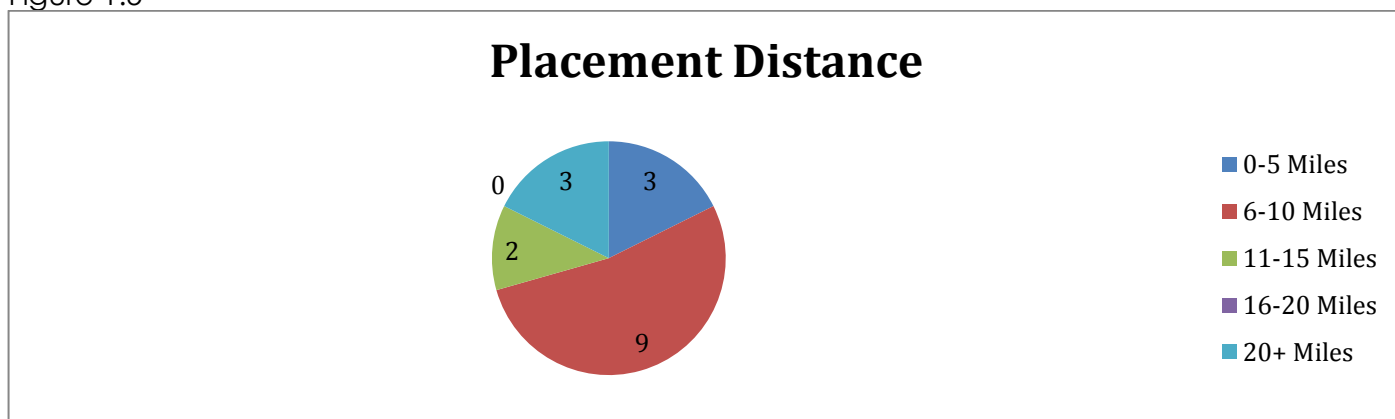 Placement Distance
3
3
0
2
9
0-5 Miles
6-10 Miles
11-15 Miles
16-20 Miles
20+ Miles